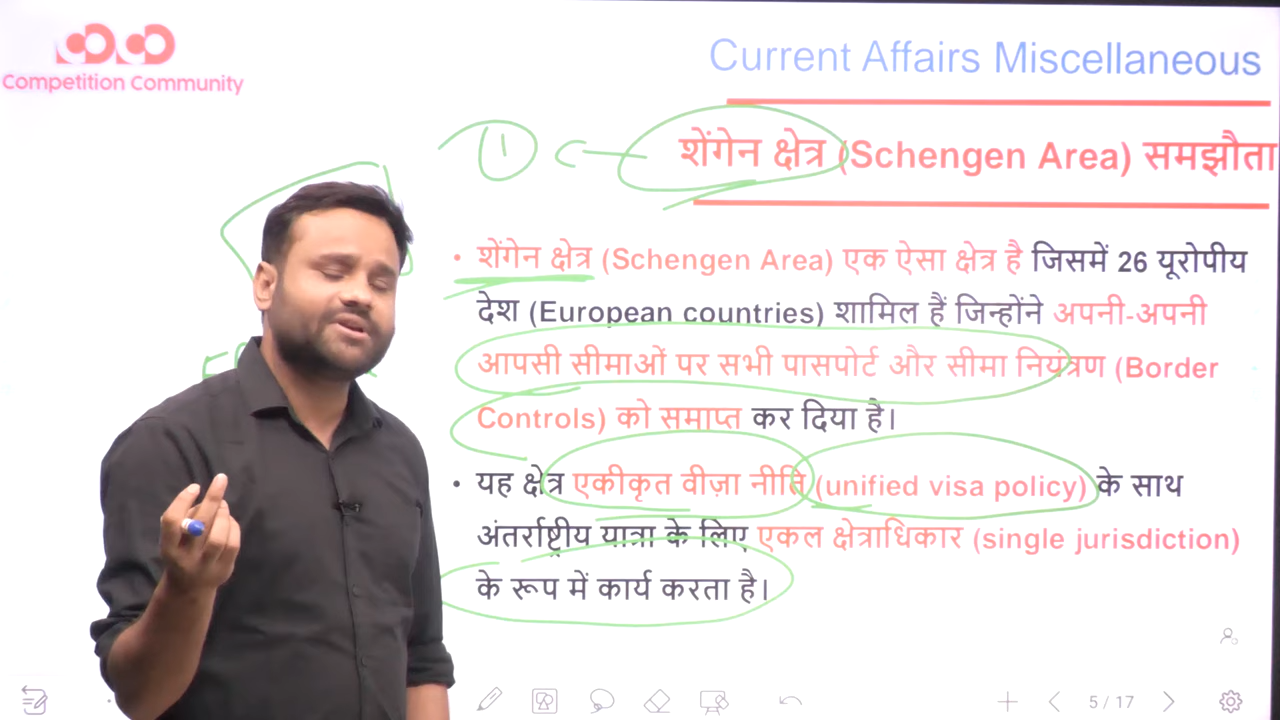 Competition Community
Current Affairs Miscellaneous
1
शेंगेन क्षेत्र (Schengen Area) समझौता
• शेंगेन क्षेत्र (Schengen Area) एक ऐसा क्षेत्र है जिसमें 26 यूरोपीय
देश (European countries) शामिल हैं जिन्होंने अपनी-अपनी
आपसी सीमाओं पर सभी पासपोर्ट और सीमा नियंत्रण (Border
Controls) को समाप्त कर दिया है।
• यह क्षेत्र एकीकृत वीज़ा नीति (unified visa policy) के साथ
अंतर्राष्ट्रीय यात्रा के लिए एकल क्षेत्राधिकार (single jurisdiction)
के रूप में कार्य करता है।
5 / 17